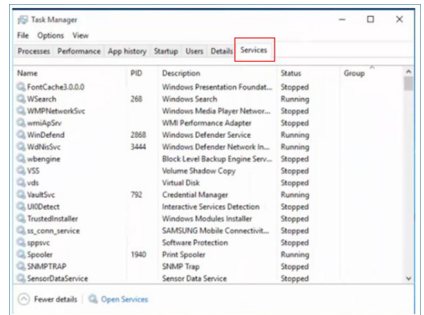 Task Manager
File Options View
Processes Performance App history Startup Users Details Services
Name PID Description Status Group
FontCache3.0.0.0 Windows Presentation Foundat... Stopped
WSearch 268 Windows Search Running
WMPNetworkSvc Windows Media Player Networ... Stopped
wmiApSrv WMI Performance Adapter Stopped
WinDefend 2868 Windows Defender Service Running
WdNisSvc 3444 Windows Defender Network In... Running
wbengine Block Level Backup Engine Serv... Stopped
VSS Volume Shadow Copy Stopped
vds Virtual Disk Stopped
VaultSvc 792 Credential Manager Running
UI0Detect Interactive Services Detection Stopped
TrustedInstaller Windows Modules Installer Stopped
ss_conn_service SAMSUNG Mobile Connectivit... Stopped
sppsvc Software Protection Stopped
Spooler 1940 Print Spooler Running
SNMPTRAP SNMP Trap Stopped
SensorDataService Sensor Data Service Stopped
Fewer details Open Services